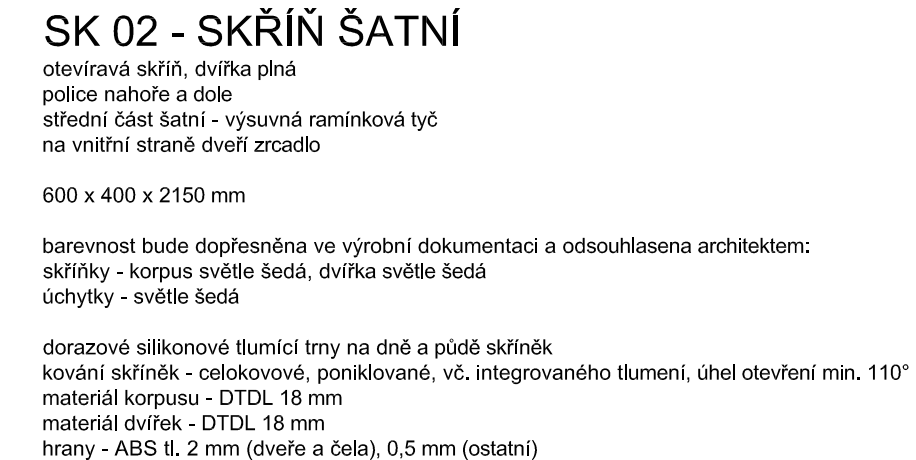 SK 02 - SKŘÍŇ ŠATNÍ
otevíravá skříň, dvířka plná
police nahoře a dole
střední část šatní - výsuvná ramínková tyč
na vnitřní straně dveří zrcadlo
600 x 400 x 2150 mm
barevnost bude dopřesněna ve výrobní dokumentaci a odsouhlasena architektem:
skříňky - korpus světle šedá, dvířka světle šedá
úchytky - světle šedá
dorazové silikonové tlumící trny na dně a půdě skříněk
kování skříněk - celokovové, poniklované, vč. integrovaného tlumení, úhel otevření min. 110°
materiál korpusu - DTDL 18 mm
materiál dvířek - DTDL 18 mm
hrany - ABS tl. 2 mm (dveře a čela), 0,5 mm (ostatní)